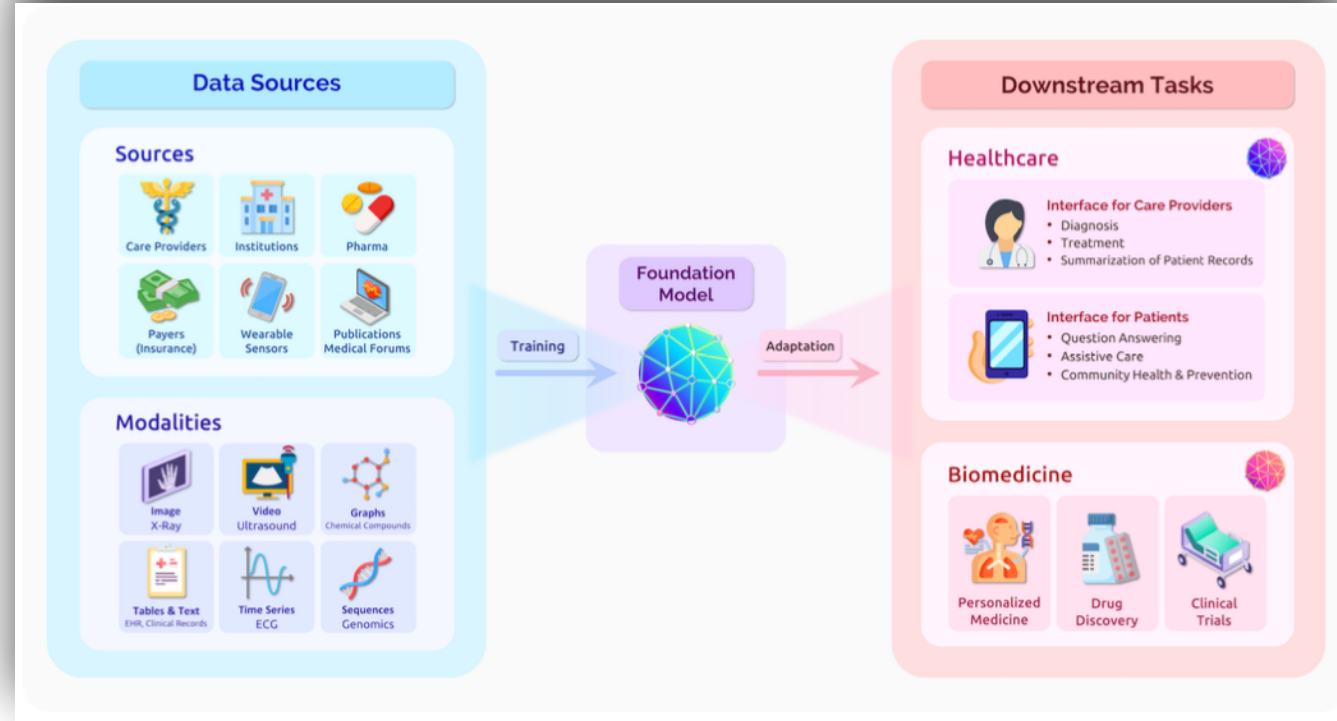 Data Sources
Sources
Care Providers
Institutions
Pharma
Payers
(Insurance)
Wearable
Sensors
Publications
Medical Forums
Modalities
Image
X-Ray
Video
Ultrasound
Graphs
Chemical Compounds
Tables & Text
EHR, Clinical Records
Time Series
ECG
Sequences
Genomics
Training
Foundation
Model
Adaptation
Downstream Tasks
Healthcare
Interface for Care Providers
• Diagnosis
• Treatment
• Summarization of Patient Records
Interface for Patients
• Question Answering
• Assistive Care
• Community Health & Prevention
Biomedicine
Personalized
Medicine
Drug
Discovery
Clinical
Trials